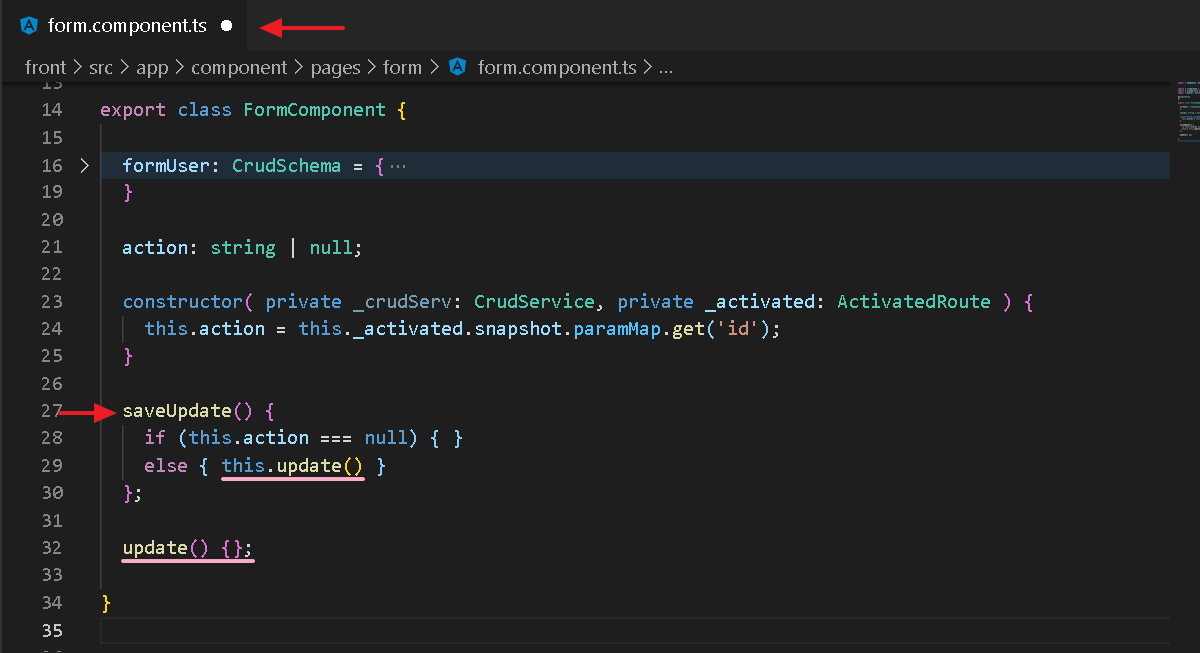 form.component.ts
front > src > app > component > pages > form > form.component.ts > ...
13
14 export class FormComponent {
15
16 formUser: CrudSchema = { ···
19 }
20
21 action: string | null;
22
23 constructor( private _crudServ: CrudService, private _activated: ActivatedRoute ) {
24 this.action = this._activated.snapshot.paramMap.get('id');
25 }
26
27 saveUpdate() {
28 if (this.action === null) { }
29 else { this.update() }
30 };
31
32 update() {};
33
34 }
35